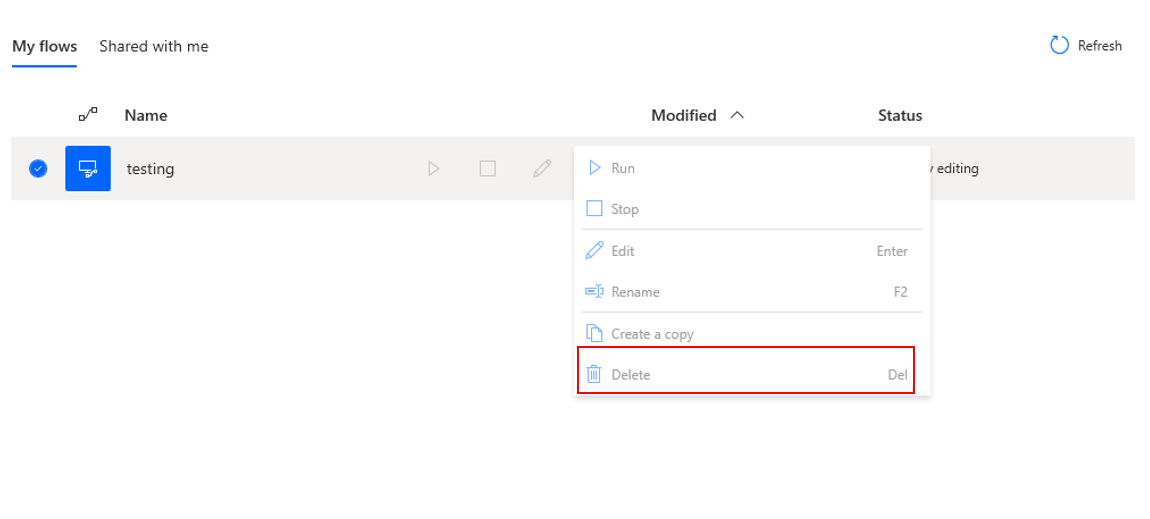 My flows Shared with me Refresh
Name Modified Status
testing editing
Run
Stop
Edit Enter
Rename F2
Create a copy
Delete Del